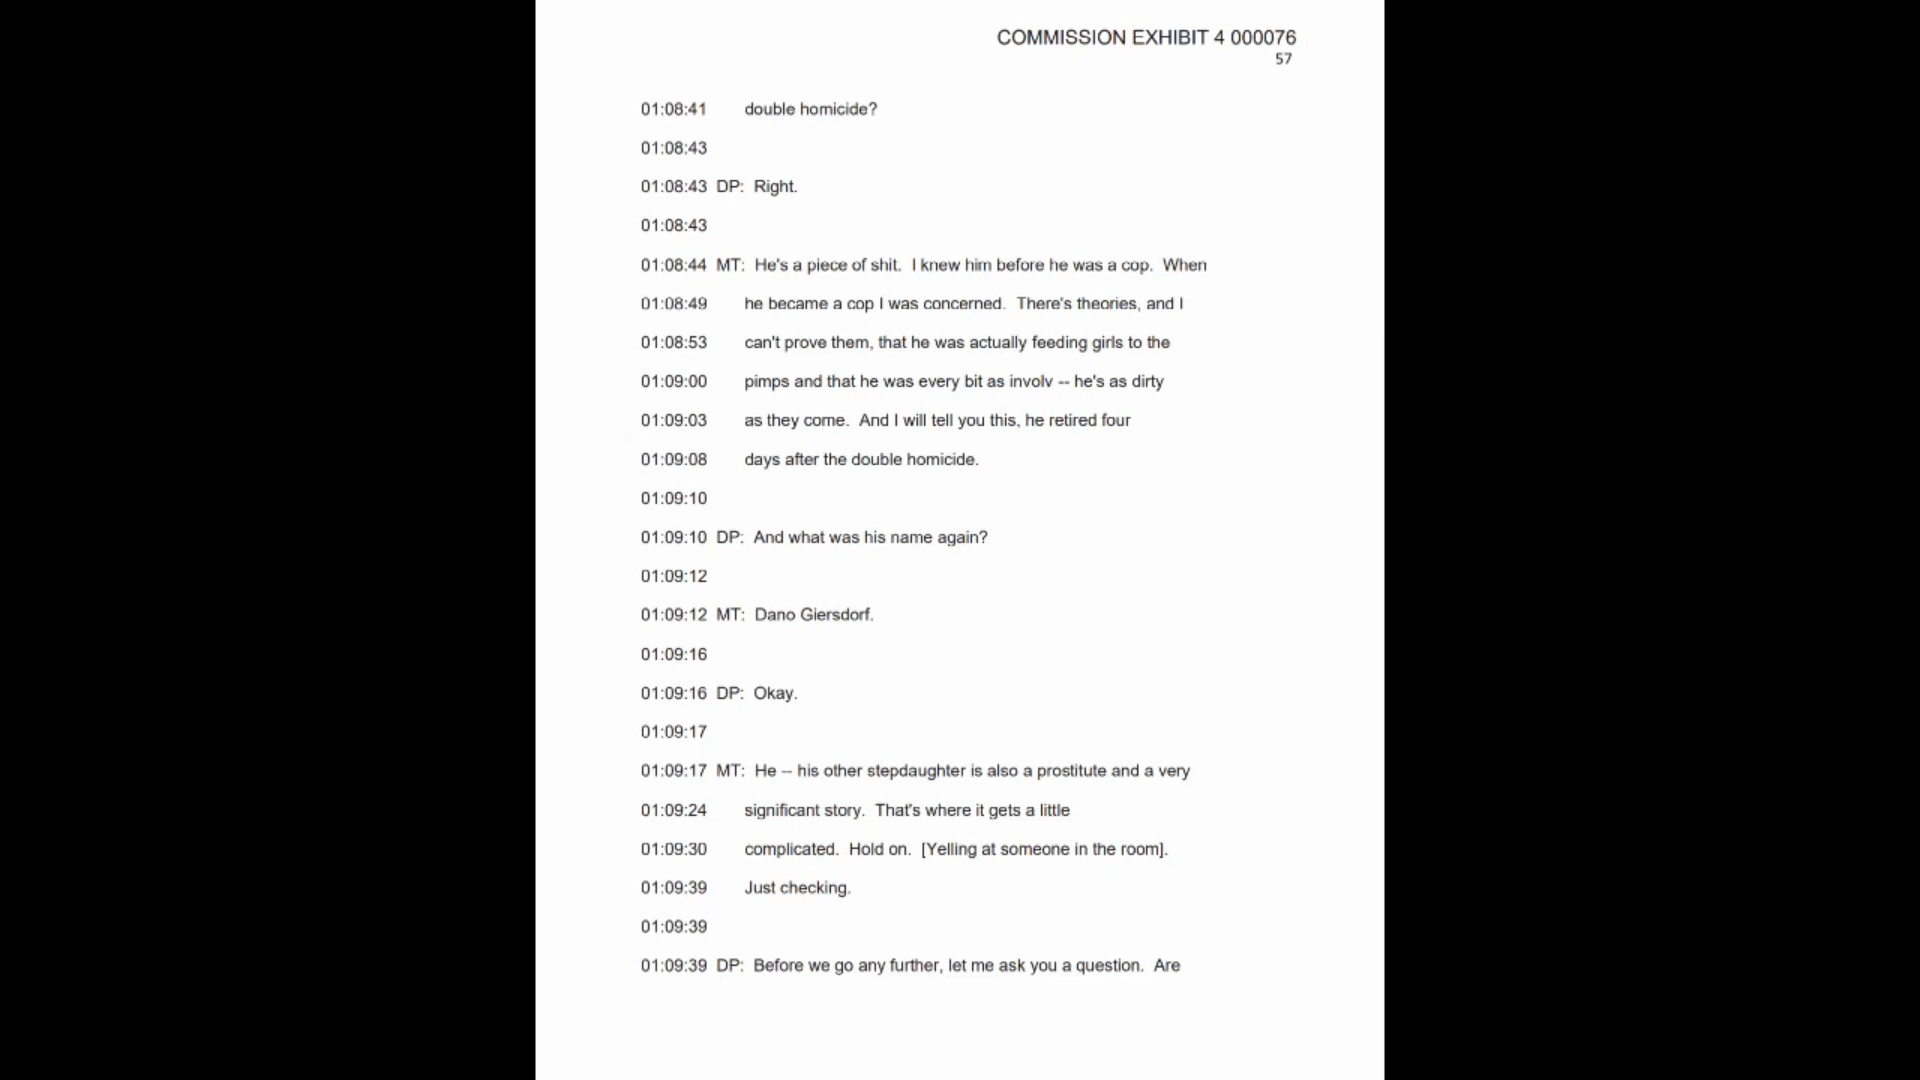 COMMISSION EXHIBIT 4 000076
57
01:08:41 double homicide?
01:08:43
01:08:43 DP: Right.
01:08:43
01:08:44 MT: He's a piece of shit. I knew him before he was a cop. When
01:08:49 he became a cop I was concerned. There's theories, and I
01:08:53 can't prove them, that he was actually feeding girls to the
01:09:00 pimps and that he was every bit as involv -- he's as dirty
01:09:03 as they come. And I will tell you this, he retired four
01:09:08 days after the double homicide.
01:09:10
01:09:10 DP: And what was his name again?
01:09:12
01:09:12 MT: Dano Giersdorf.
01:09:16
01:09:16 DP: Okay.
01:09:17
01:09:17 MT: He -- his other stepdaughter is also a prostitute and a very
01:09:24 significant story. That's where it gets a little
01:09:30 complicated. Hold on. [Yelling at someone in the room].
01:09:39 Just checking.
01:09:39
01:09:39 DP: Before we go any further, let me ask you a question. Are